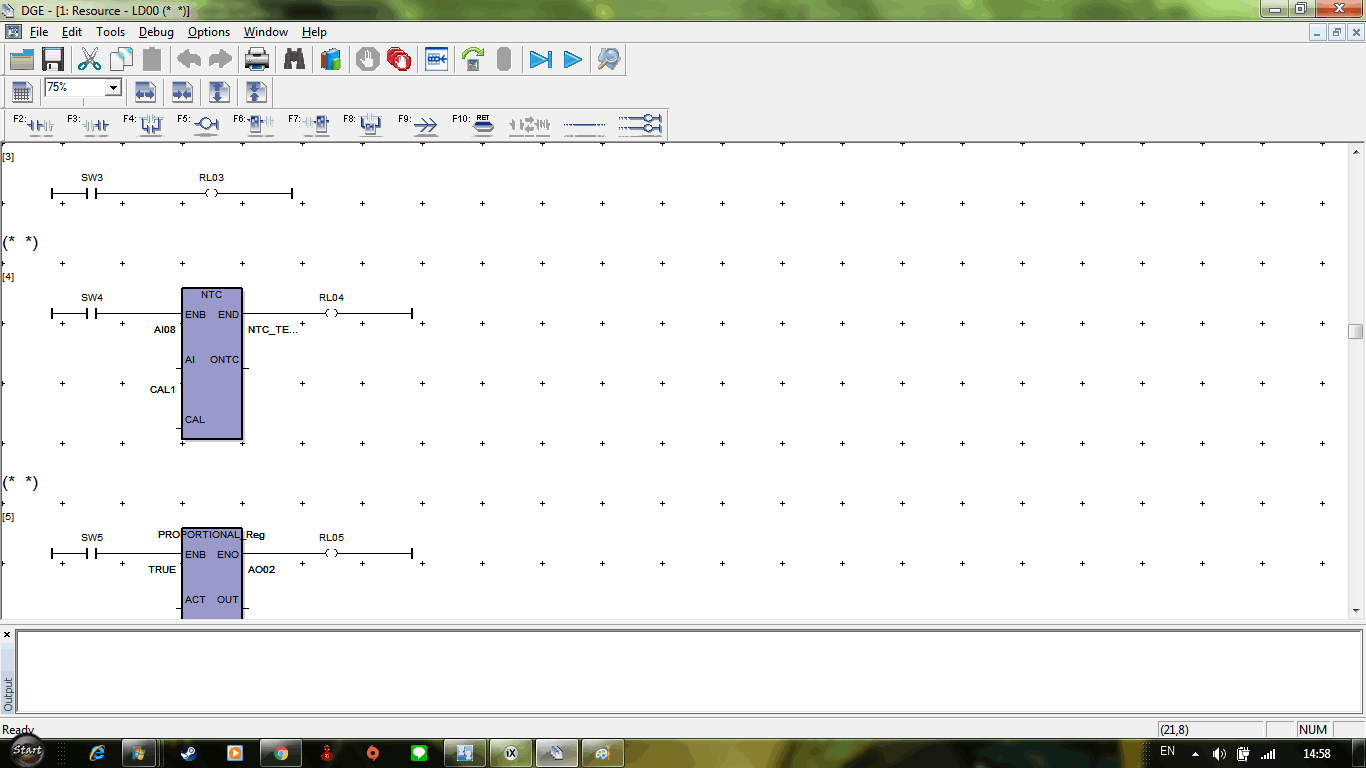 DGE - [1: Resource - LD00 (* *)]
File Edit Tools Debug Options Window Help
75%
F2: F3: F4: F5: F6: F7: F8: F9: F10: RET
[3]
SW3 RL03
(* *)
[4]
SW4 NTC RL04
ENB END
AI08 NTC_TE...
AI ONTC
CAL1
CAL
(* *)
[5]
SW5 PROPORTIONAL_Reg RL05
ENB ENO
TRUE AO02
ACT OUT
Output
Ready (21,8) NUM
Start iX EN 14:58